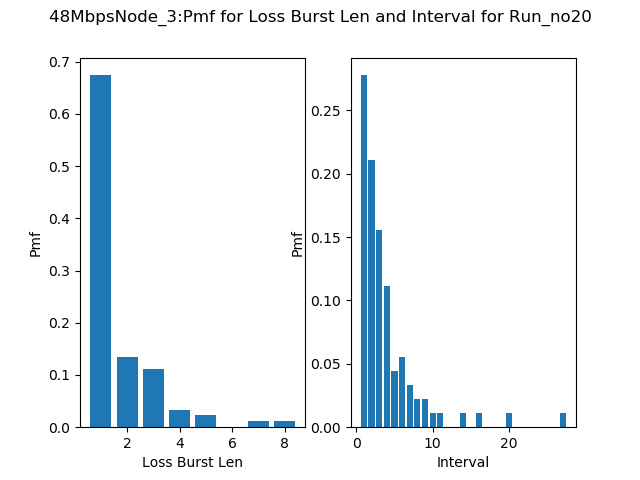 48MbpsNode_3:Pmf for Loss Burst Len and Interval for Run_no20
0.7
0.6
0.5
0.4
0.3
0.2
0.1
0.0
Pmf
2 4 6 8
Loss Burst Len
0.25
0.20
0.15
0.10
0.05
0.00
Pmf
0 10 20
Interval